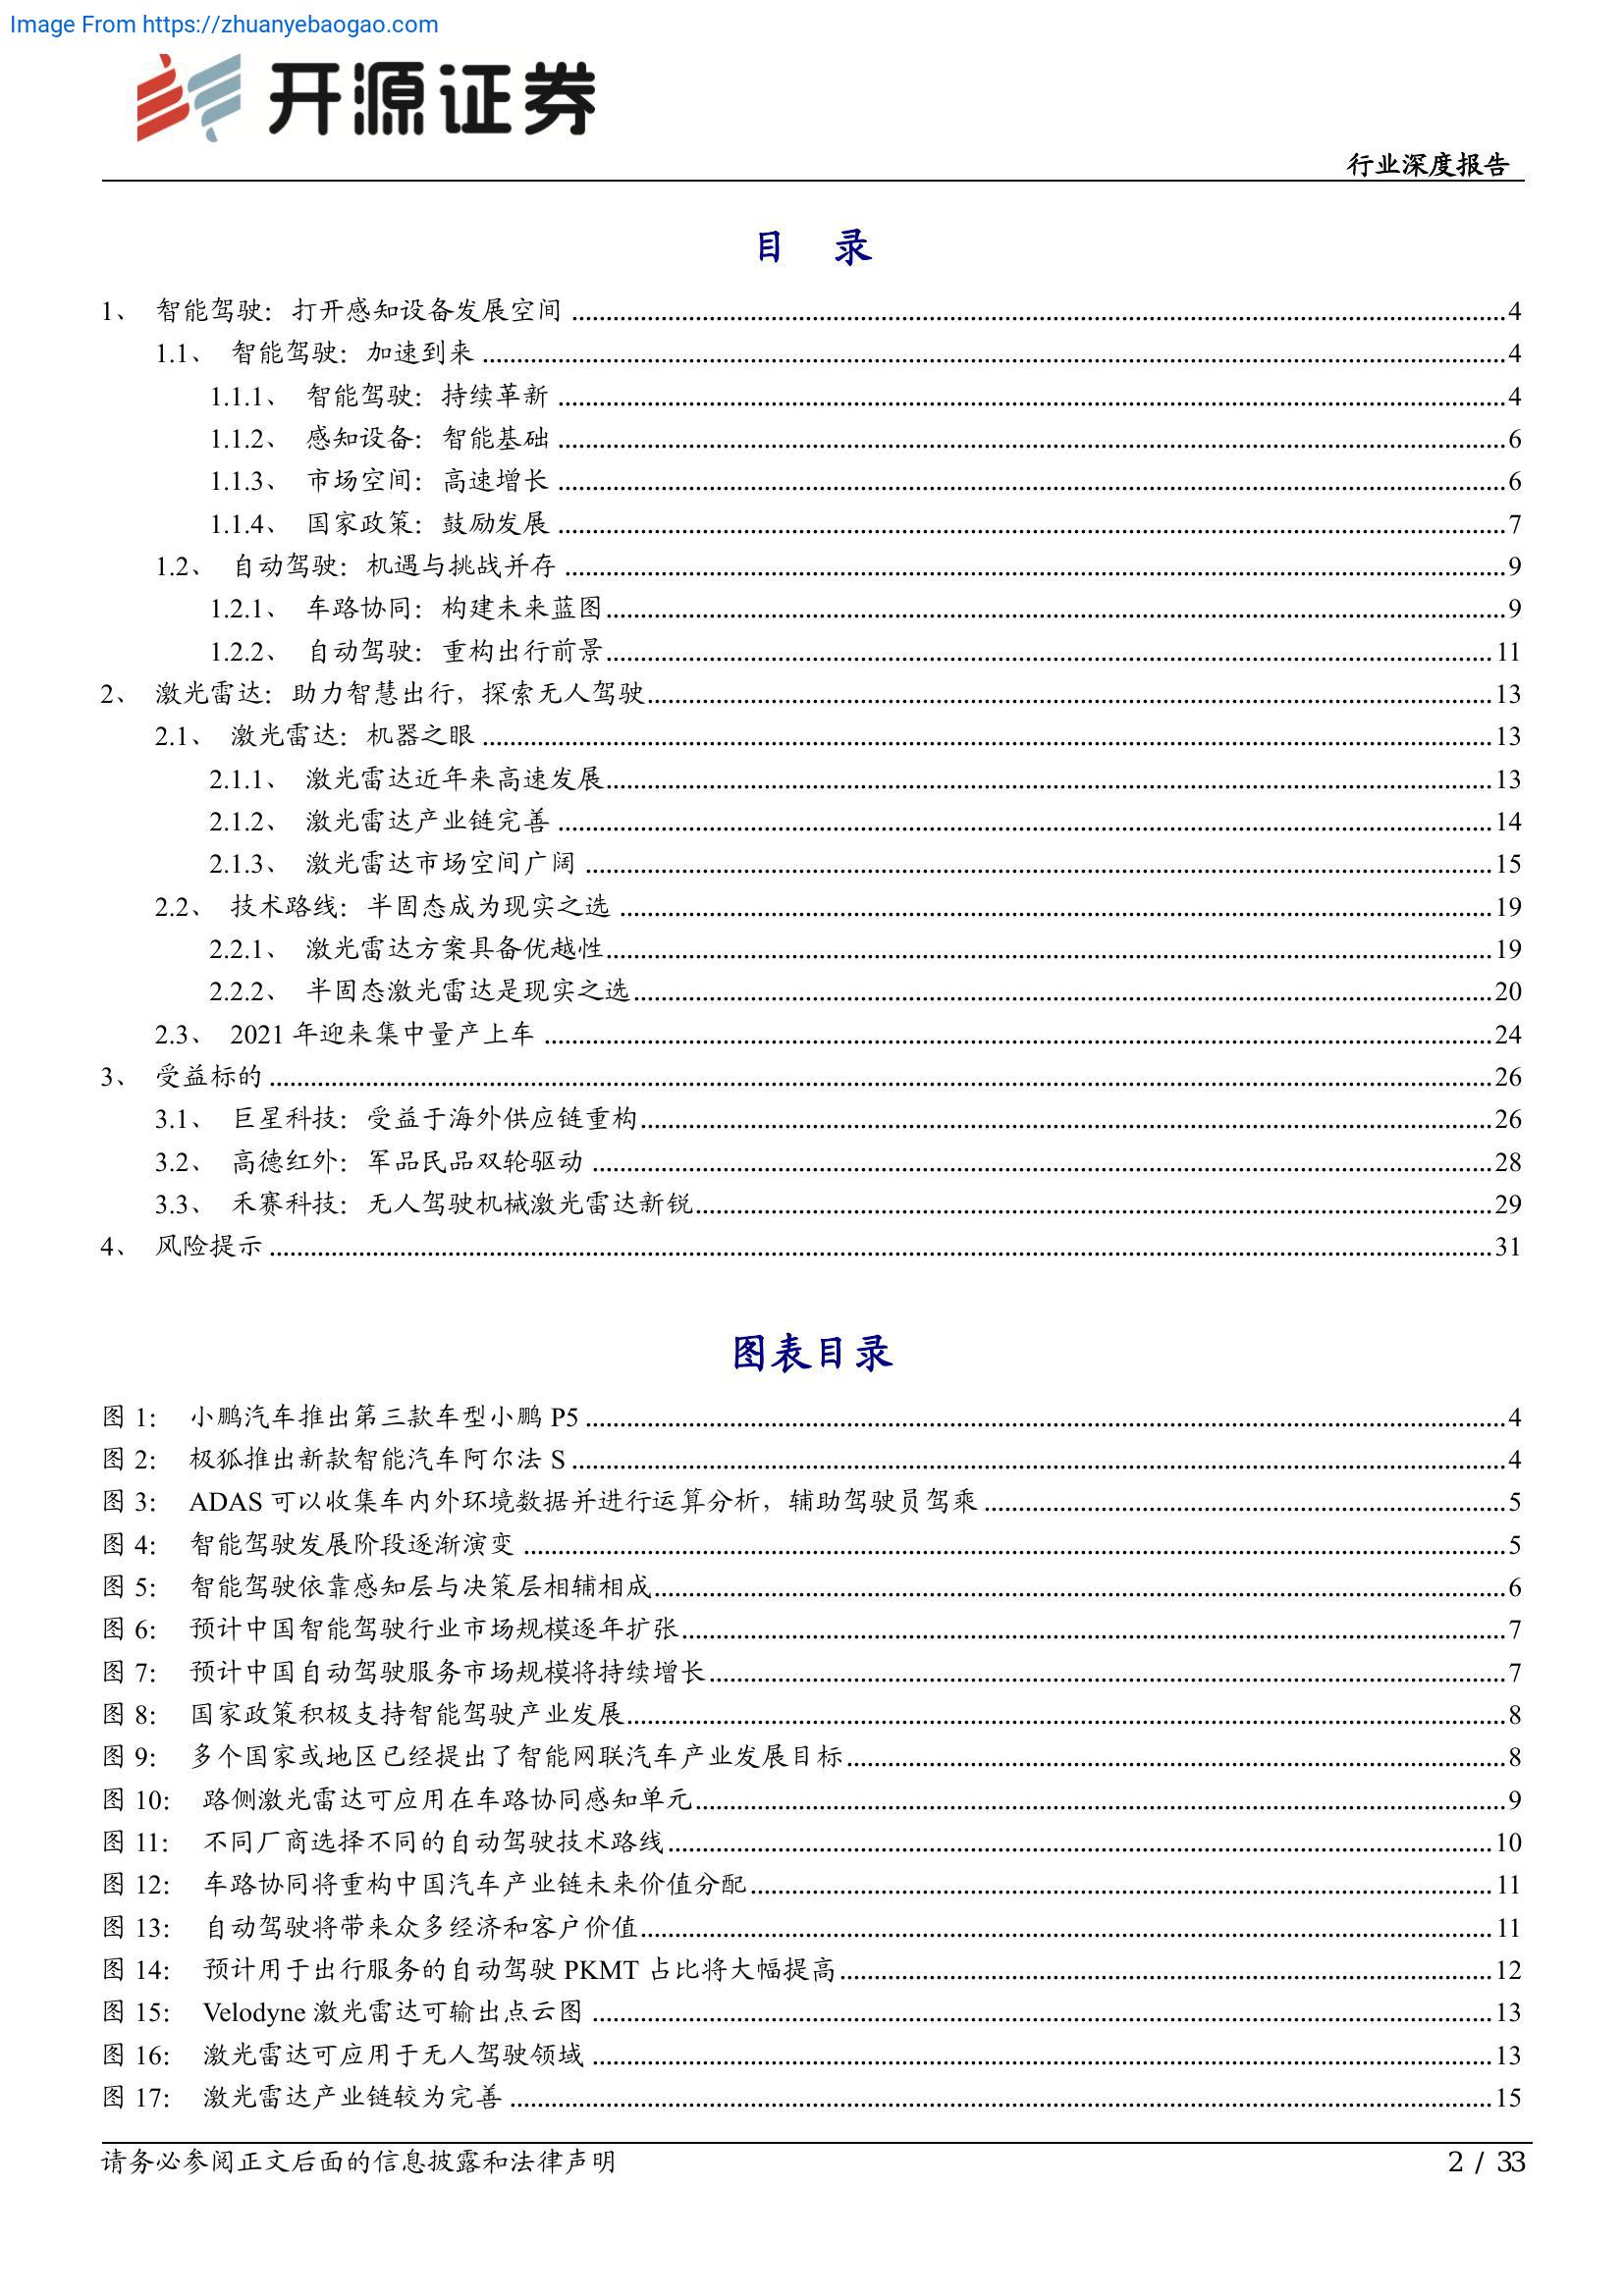 Image From https://zhuanyebaogao.com
开源证券
行业深度报告
目 录
1、 智能驾驶：打开感知设备发展空间 ........ 4
1.1、 智能驾驶：加速到来 ........ 4
1.1.1、 智能驾驶：持续革新 ........ 4
1.1.2、 感知设备：智能基础 ........ 6
1.1.3、 市场空间：高速增长 ........ 6
1.1.4、 国家政策：鼓励发展 ........ 7
1.2、 自动驾驶：机遇与挑战并存 ........ 9
1.2.1、 车路协同：构建未来蓝图 ........ 9
1.2.2、 自动驾驶：重构出行前景 ........ 11
2、 激光雷达：助力智慧出行，探索无人驾驶 ........ 13
2.1、 激光雷达：机器之眼 ........ 13
2.1.1、 激光雷达近年来高速发展 ........ 13
2.1.2、 激光雷达产业链完善 ........ 14
2.1.3、 激光雷达市场空间广阔 ........ 15
2.2、 技术路线：半固态成为现实之选 ........ 19
2.2.1、 激光雷达方案具备优越性 ........ 19
2.2.2、 半固态激光雷达是现实之选 ........ 20
2.3、 2021 年迎来集中量产上车 ........ 24
3、 受益标的 ........ 26
3.1、 巨星科技：受益于海外供应链重构 ........ 26
3.2、 高德红外：军品民品双轮驱动 ........ 28
3.3、 禾赛科技：无人驾驶机械激光雷达新锐 ........ 29
4、 风险提示 ........ 31
图表目录
图 1： 小鹏汽车推出第三款车型小鹏 P5 ........ 4
图 2： 极狐推出新款智能汽车阿尔法 S ........ 4
图 3： ADAS 可以收集车内外环境数据并进行运算分析，辅助驾驶员驾乘 ........ 5
图 4： 智能驾驶发展阶段逐渐演变 ........ 5
图 5： 智能驾驶依靠感知层与决策层相辅相成 ........ 6
图 6： 预计中国智能驾驶行业市场规模逐年扩张 ........ 7
图 7： 预计中国自动驾驶服务市场规模将持续增长 ........ 7
图 8： 国家政策积极支持智能驾驶产业发展 ........ 8
图 9： 多个国家或地区已经提出了智能网联汽车产业发展目标 ........ 8
图 10： 路侧激光雷达可应用在车路协同感知单元 ........ 9
图 11： 不同厂商选择不同的自动驾驶技术路线 ........ 10
图 12： 车路协同将重构中国汽车产业链未来价值分配 ........ 11
图 13： 自动驾驶将带来众多经济和客户价值 ........ 11
图 14： 预计用于出行服务的自动驾驶 PKMT 占比将大幅提高 ........ 12
图 15： Velodyne 激光雷达可输出点云图 ........ 13
图 16： 激光雷达可应用于无人驾驶领域 ........ 13
图 17： 激光雷达产业链较为完善 ........ 15
请务必参阅正文后面的信息披露和法律声明 2 / 33